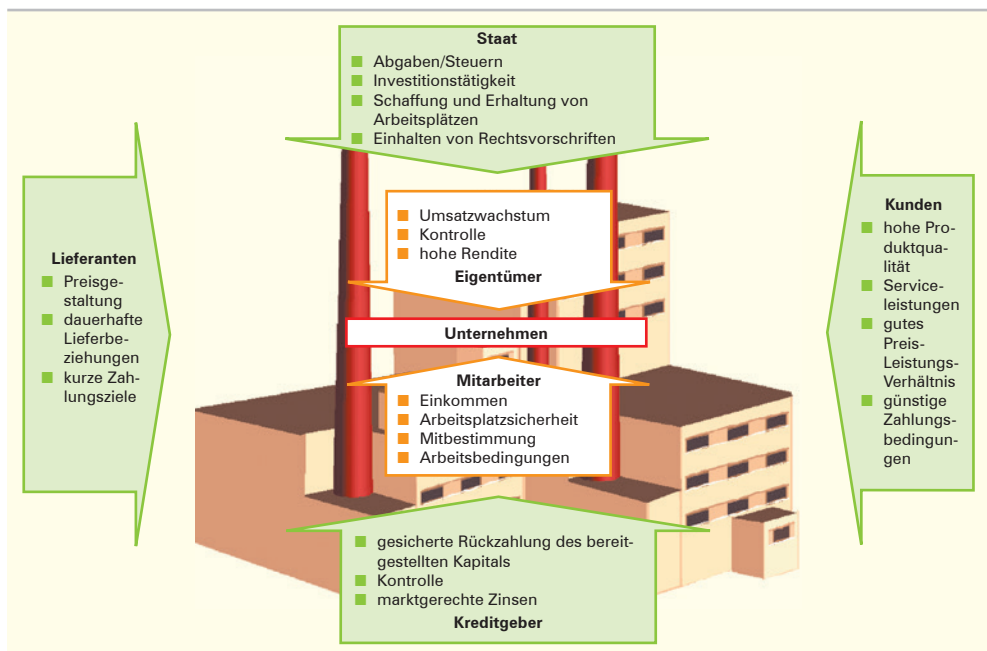 Staat
Abgaben/Steuern
Investitionstätigkeit
Schaffung und Erhaltung von
Arbeitsplätzen
Einhalten von Rechtsvorschriften
Umsatzwachstum
Kontrolle
hohe Rendite
Eigentümer
Lieferanten
Preisge-
staltung
dauerhafte
Lieferbe-
ziehungen
kurze Zah-
lungsziele
Unternehmen
Kunden
hohe Pro-
duktqua-
lität
Service-
leistungen
gutes
Preis-
Leistungs-
Verhältnis
günstige
Zahlungs-
bedingun-
gen
Mitarbeiter
Einkommen
Arbeitsplatzsicherheit
Mitbestimmung
Arbeitsbedingungen
gesicherte Rückzahlung des bereit-
gestellten Kapitals
Kontrolle
marktgerechte Zinsen
Kreditgeber